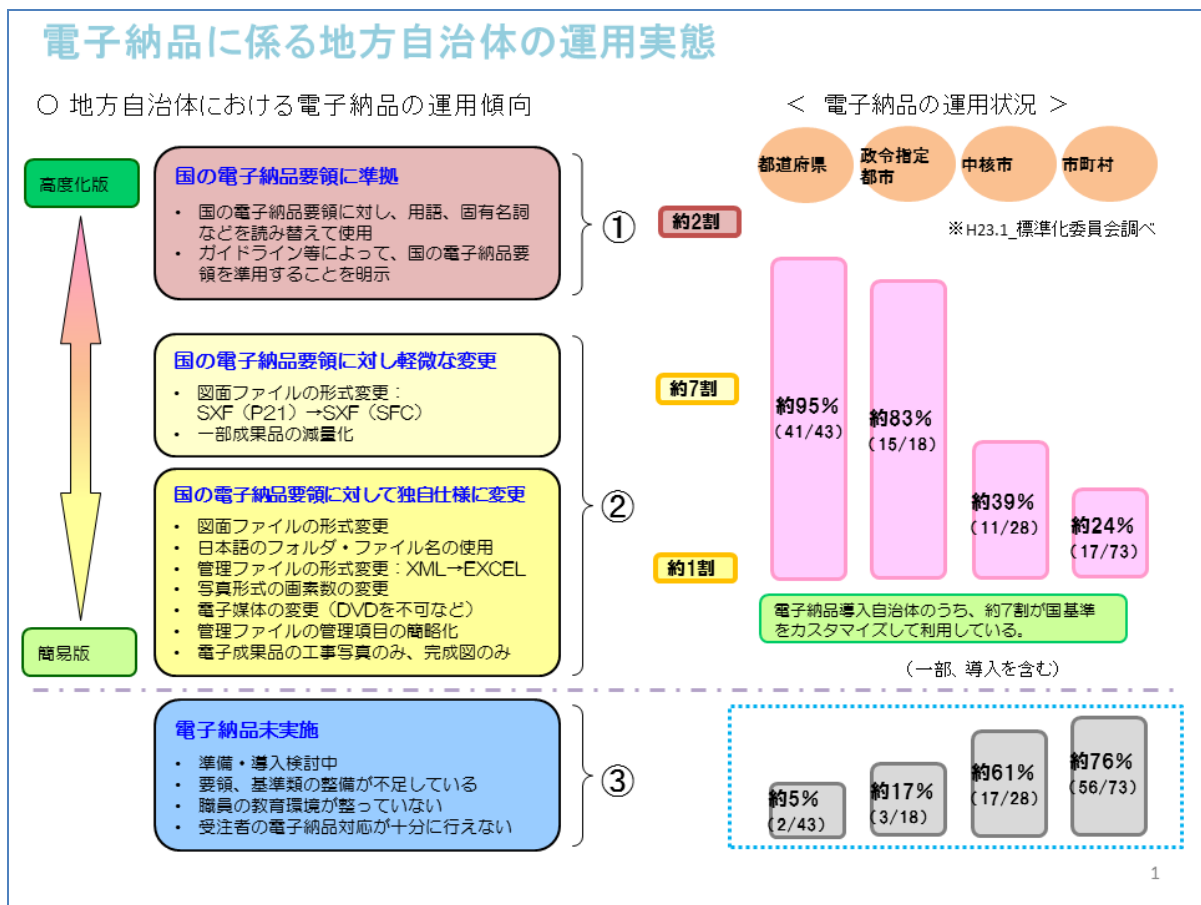 電子納品に係る地方自治体の運用実態
○ 地方自治体における電子納品の運用傾向
高度化版
国の電子納品要領に準拠
• 国の電子納品要領に対し、用語、固有名詞
などを読み替えて使用
• ガイドライン等によって、国の電子納品要
領を準用することを明示
①
国の電子納品要領に対し軽微な変更
• 図面ファイルの形式変更：
SXF（P21）→SXF（SFC）
• 一部成果品の減量化
国の電子納品要領に対して独自仕様に変更
• 図面ファイルの形式変更
• 日本語のフォルダ・ファイル名の使用
• 管理ファイルの形式変更：XML→EXCEL
• 写真形式の画素数の変更
• 電子媒体の変更（DVDを不可など）
• 管理ファイルの管理項目の簡略化
• 電子成果品の工事写真のみ、完成図のみ
②
簡易版
電子納品未実施
• 準備・導入検討中
• 要領、基準類の整備が不足している
• 職員の教育環境が整っていない
• 受注者の電子納品対応が十分に行えない
③
＜ 電子納品の運用状況 ＞
都道府県
政令指定
都市
中核市
市町村
※H23.1_標準化委員会調べ
約2割
約7割
約1割
約95%
（41/43）
約83%
（15/18）
約39%
（11/28）
約24%
（17/73）
電子納品導入自治体のうち、約7割が国基準
をカスタマイズして利用している。
（一部、導入を含む）
約5%
（2/43）
約17%
（3/18）
約61%
（17/28）
約76%
（56/73）
1